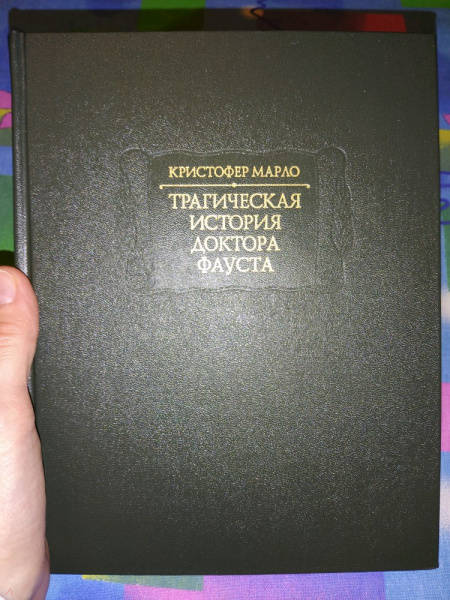 КРИСТОФЕР МАРЛО
ТРАГИЧЕСКАЯ
ИСТОРИЯ
ДОКТОРА
ФАУСТА